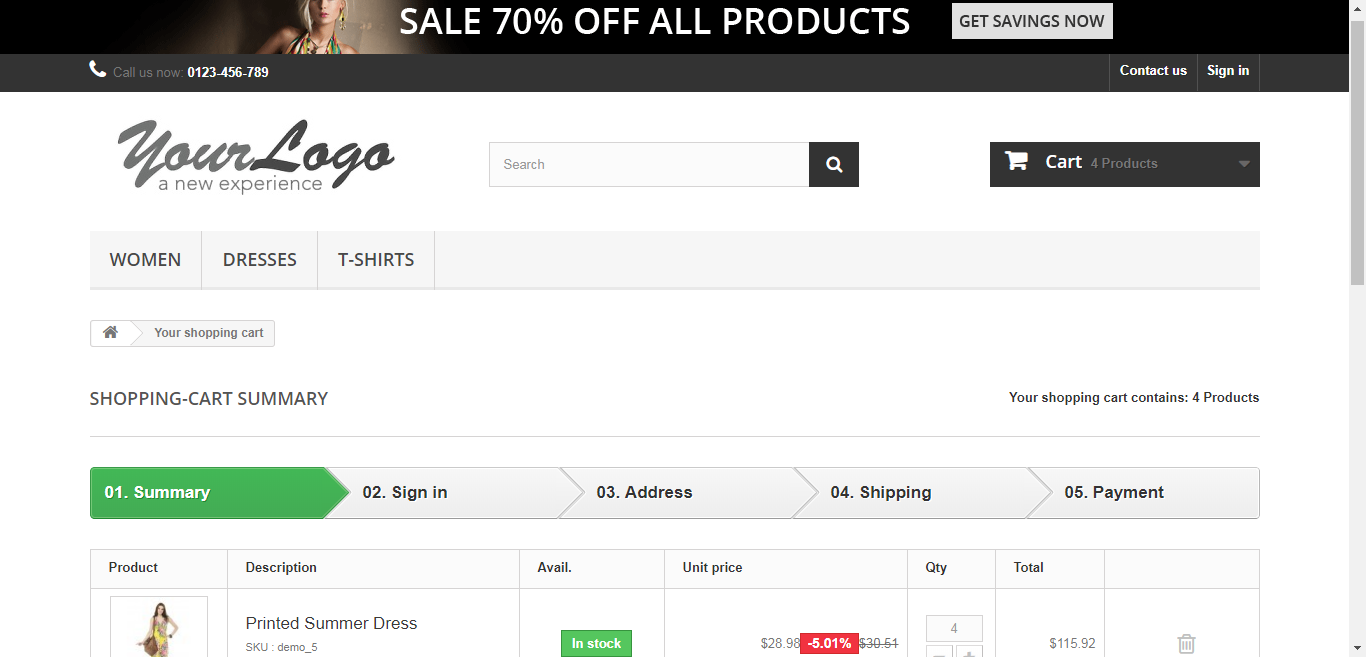 SALE 70% OFF ALL PRODUCTS GET SAVINGS NOW
Call us now: 0123-456-789 Contact us Sign in
YourLogo
a new experience
Search
Cart 4 Products
WOMEN DRESSES T-SHIRTS
Your shopping cart
SHOPPING-CART SUMMARY Your shopping cart contains: 4 Products
01. Summary 02. Sign in 03. Address 04. Shipping 05. Payment
Product Description Avail. Unit price Qty Total
Printed Summer Dress
SKU : demo_5
In stock
$28.98 -5.01% $30.51
4
$115.92